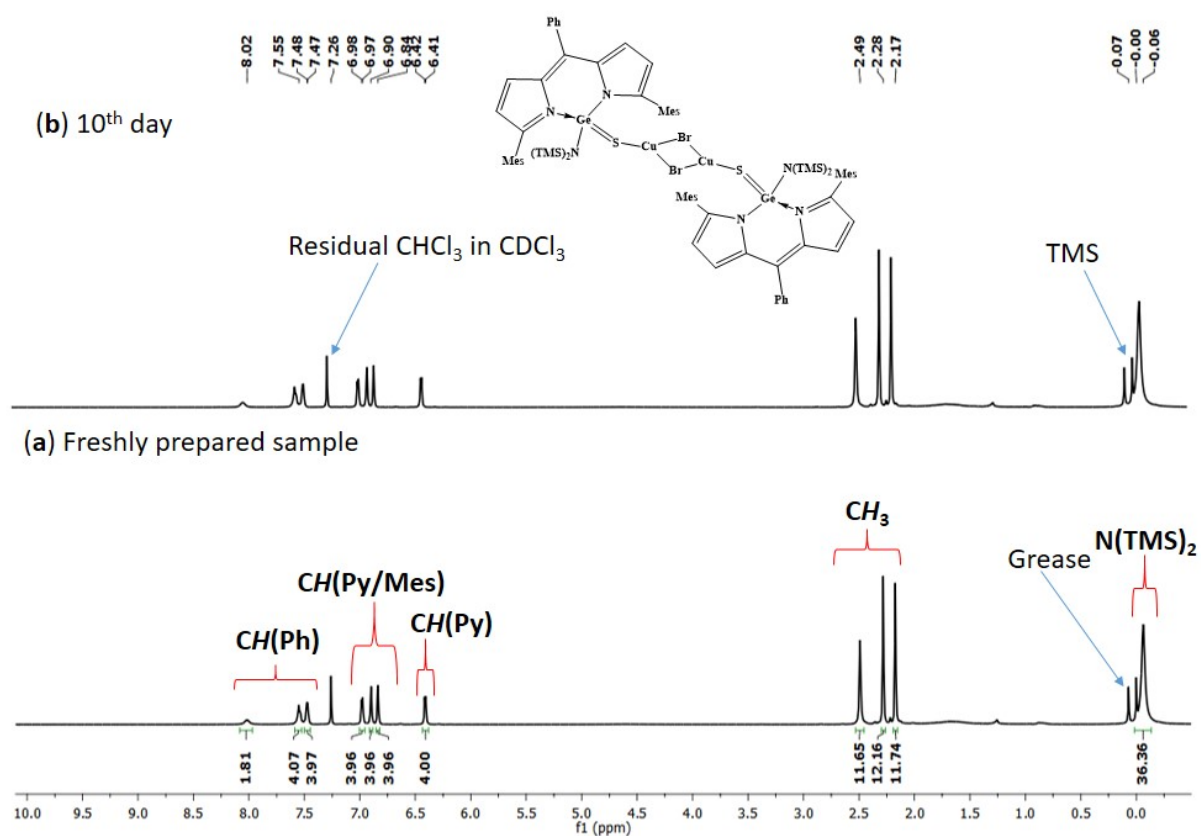 8.02 7.55 7.48 7.47 7.26 6.98 6.97 6.90 6.84 6.42 6.41 2.49 2.28 2.17 0.07 -0.00 -0.06
(b) 10th day
Ph
N N
Mes Ge Mes
(TMS)2N S Cu Br
Br Cu S N(TMS)2
Mes Ge Mes
N N
Ph
Residual CHCl3 in CDCl3
TMS
(a) Freshly prepared sample
CH3
Grease
N(TMS)2
CH(Py/Mes)
CH(Ph)
CH(Py)
1.81 4.07 3.97 3.96 3.96 3.96 4.00 11.65 12.16 11.74 36.36
10.0 9.5 9.0 8.5 8.0 7.5 7.0 6.5 6.0 5.5 5.0 4.5 4.0 3.5 3.0 2.5 2.0 1.5 1.0 0.5 0.0
f1 (ppm)